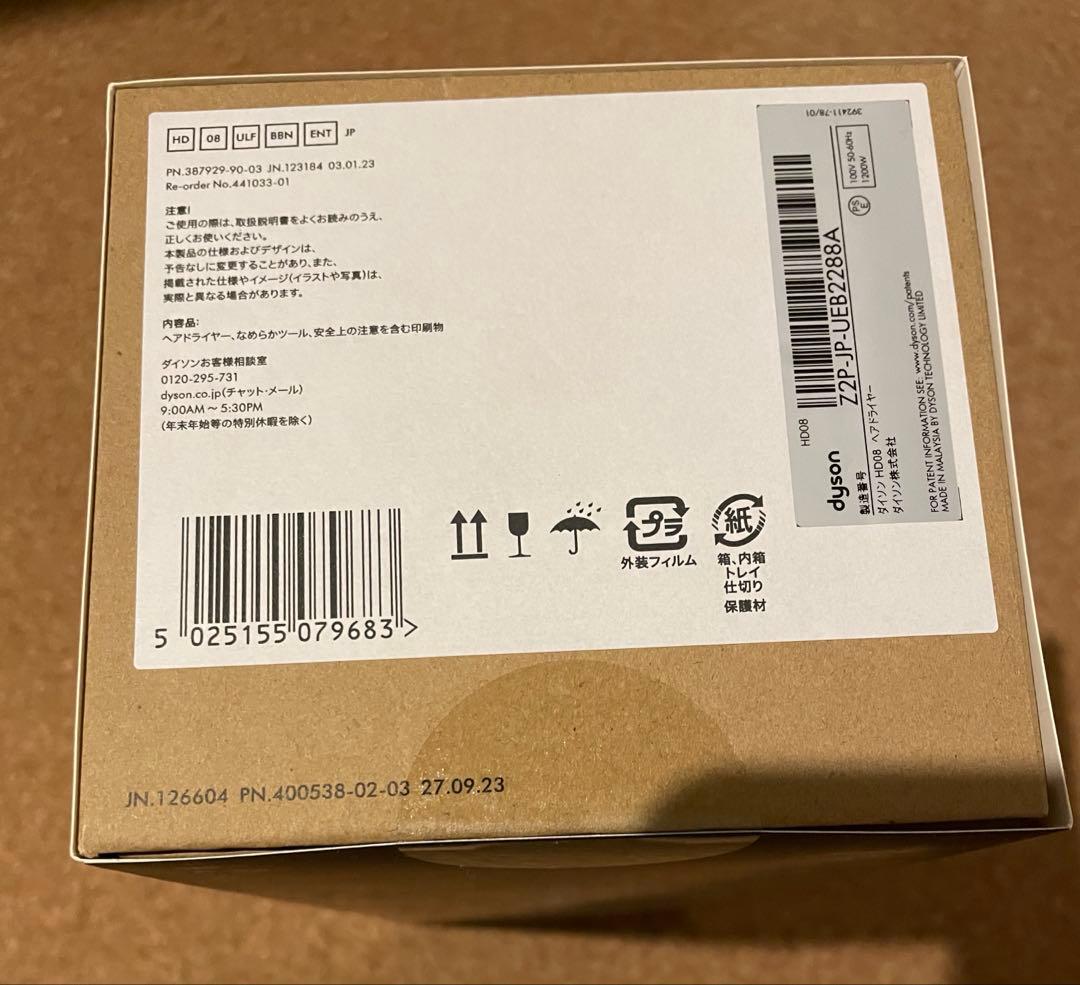 HD 08 ULF BBN ENT JP
PN.387929-90-03 JN.123184 03.01.23
Re-order No.441033-01
注意!
ご使用の際は、取扱説明書をよくお読みのうえ、
正しくお使いください。
本製品の仕様およびデザインは、
予告なしに変更することがあり、また、
掲載された仕様やイメージ(イラストや写真)は、
実際と異なる場合があります。
内容品:
ヘアドライヤー、なめらかツール、安全上の注意を含む印刷物
ダイソンお客様相談室
0120-295-731
dyson.co.jp(チャット・メール)
9:00AM ~ 5:30PM
(年末年始等の特別休暇を除く)
5 025155 079683 >
プラ
外装フィルム
紙
箱、内箱
トレイ
仕切り
保護材
392411-78/01
HD08
Z2P-JP-UEB2288A
100V 50-60Hz
1200W
PS
E
dyson
製造番号
ダイソン HD08 ヘアドライヤー
ダイソン株式会社
FOR PATENT INFORMATION SEE: www.dyson.com/patents
MADE IN MALAYSIA BY DYSON TECHNOLOGY LIMITED
JN.126604 PN.400538-02-03 27.09.23